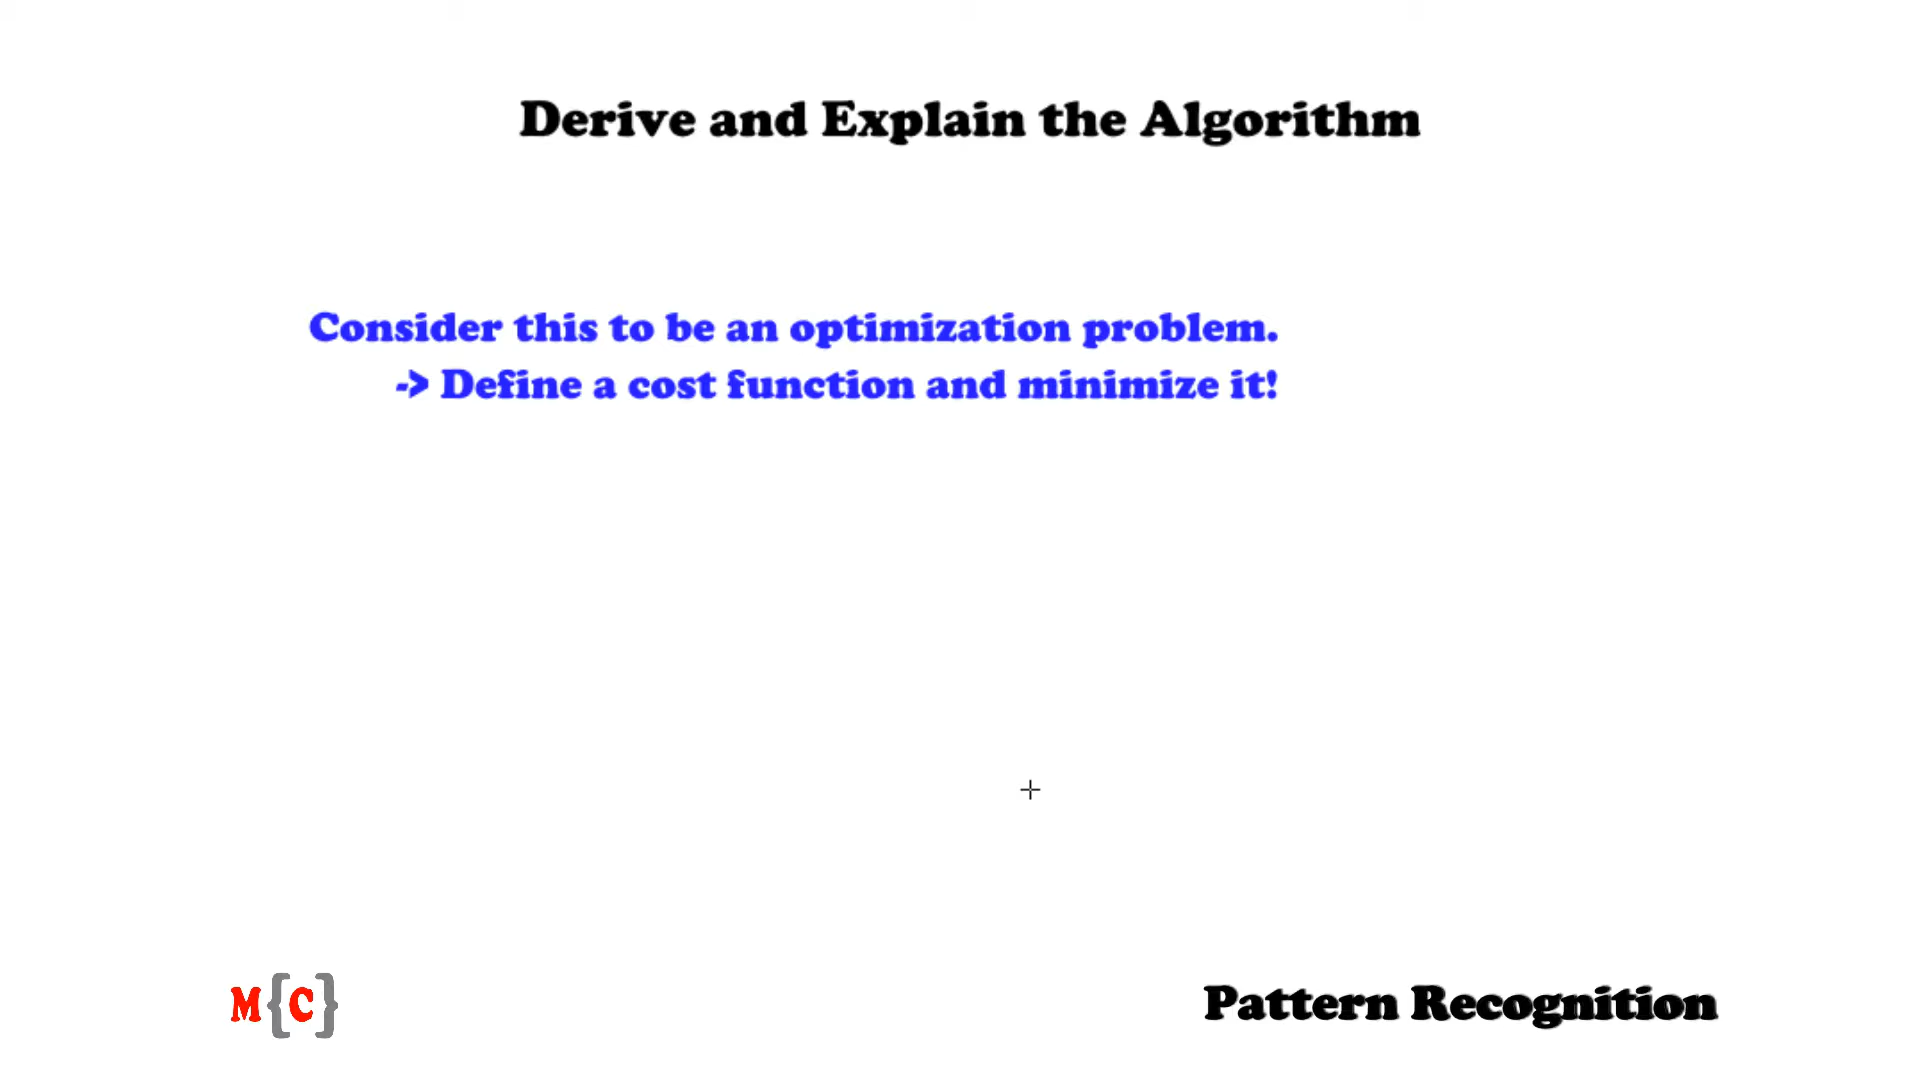 Derive and Explain the Algorithm
Consider this to be an optimization problem.
-> Define a cost function and minimize it!
M{C}
Pattern Recognition